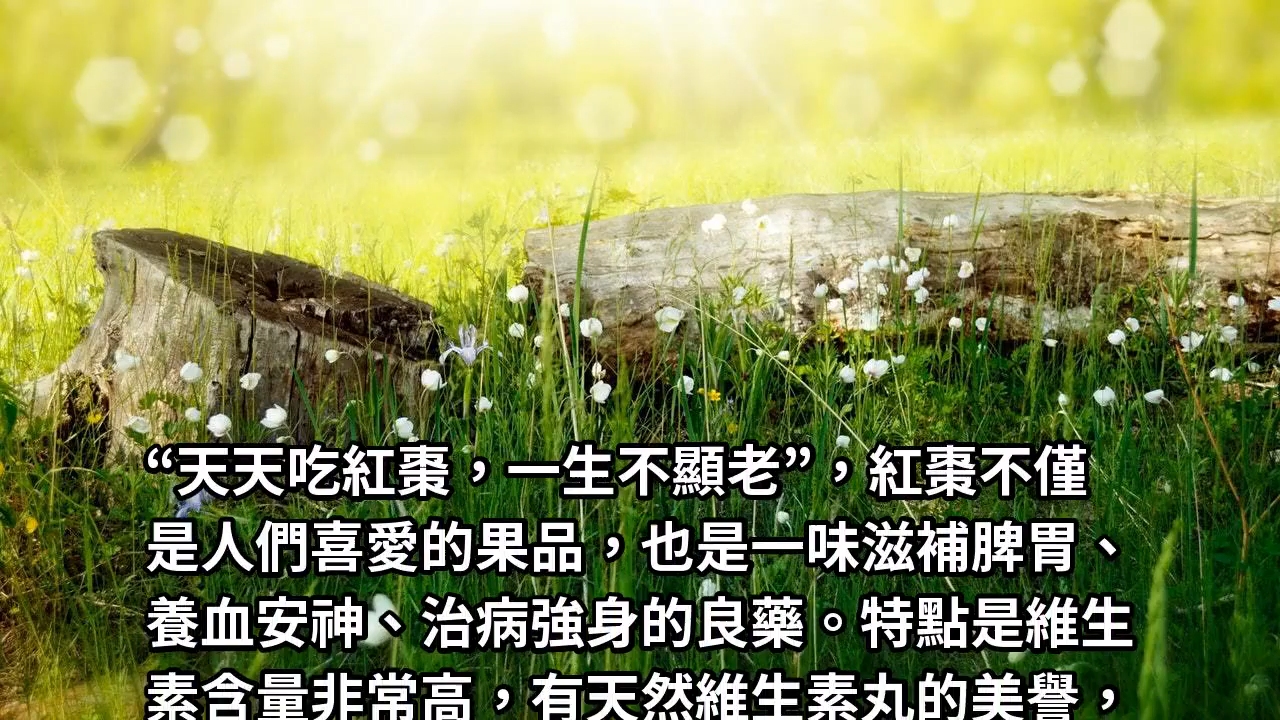 “天天吃紅棗，一生不顯老”，紅棗不僅
是人們喜愛的果品，也是一味滋補脾胃、
養血安神、治病強身的良藥。特點是維生
素含量非常高，有天然維生素丸的美譽，